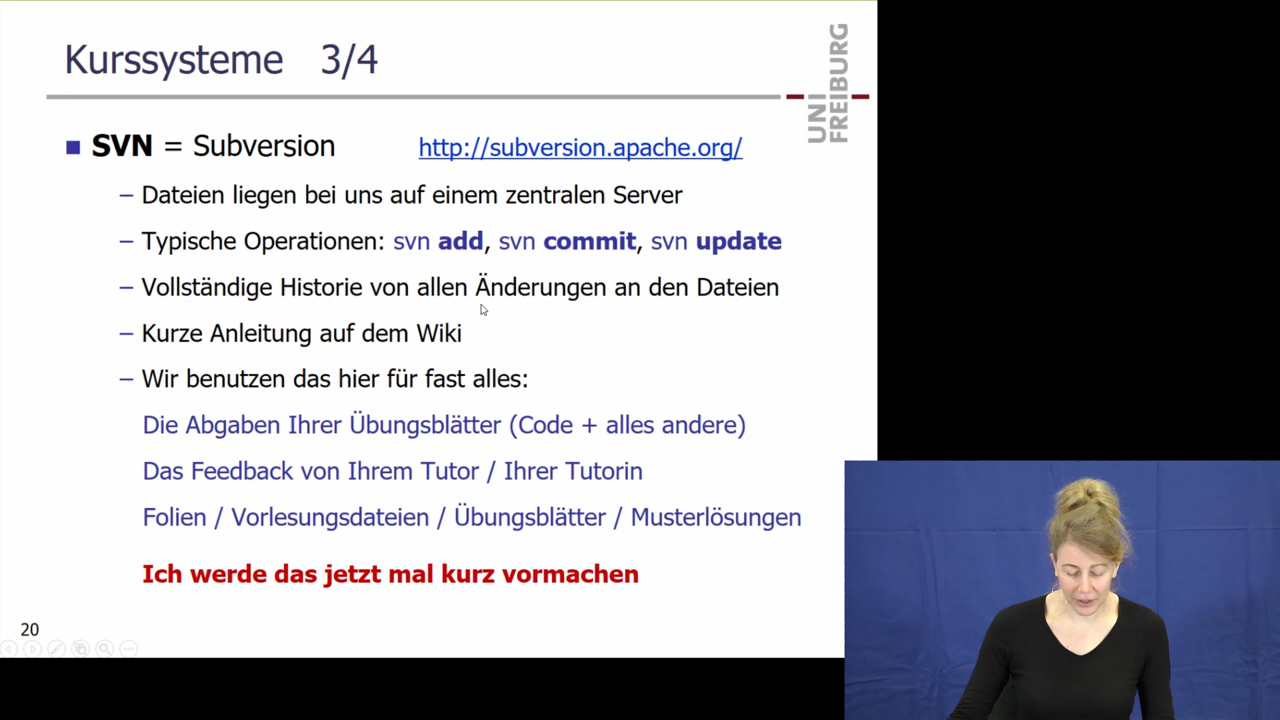 Kurssysteme 3/4
UNI
FREIBURG
SVN = Subversion http://subversion.apache.org/
– Dateien liegen bei uns auf einem zentralen Server
– Typische Operationen: svn add, svn commit, svn update
– Vollständige Historie von allen Änderungen an den Dateien
– Kurze Anleitung auf dem Wiki
– Wir benutzen das hier für fast alles:
Die Abgaben Ihrer Übungsblätter (Code + alles andere)
Das Feedback von Ihrem Tutor / Ihrer Tutorin
Folien / Vorlesungsdateien / Übungsblätter / Musterlösungen
Ich werde das jetzt mal kurz vormachen
20